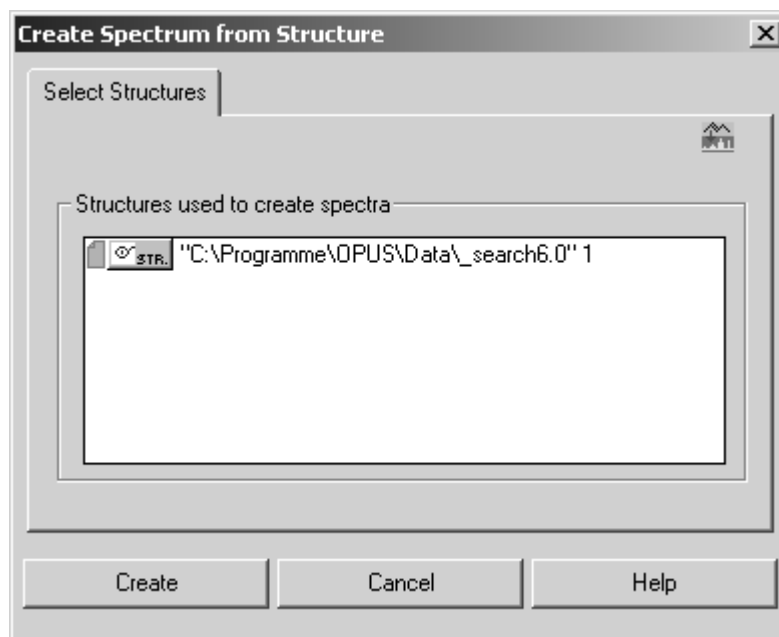 Create Spectrum from Structure
Select Structures
Structures used to create spectra
STR. "C:\Programme\OPUS\Data\_search6.0" 1
Create Cancel Help